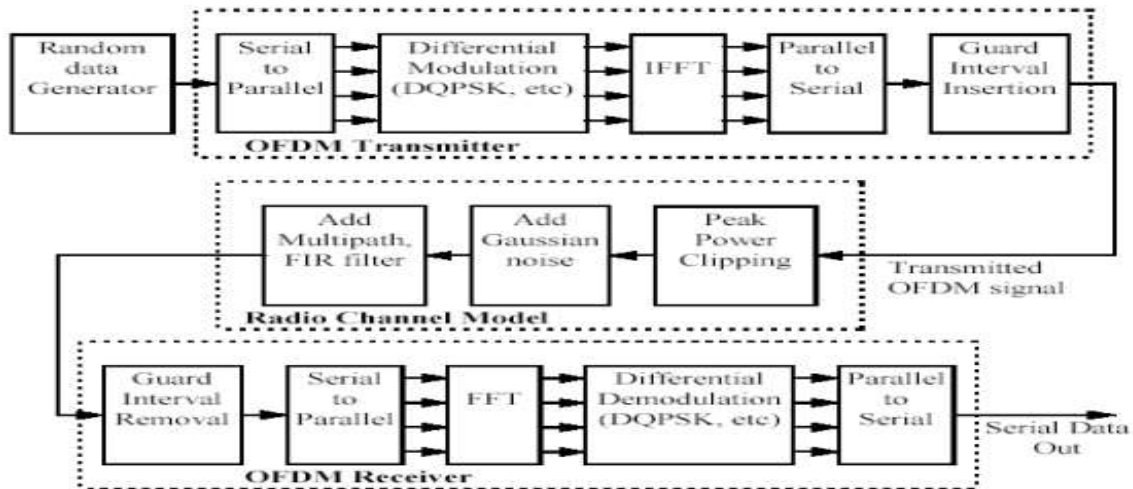 Random
data
Generator
Serial
to
Parallel
Differential
Modulation
(DQPSK, etc)
IFFT
Parallel
to
Serial
Guard
Interval
Insertion
OFDM Transmitter
Add
Multipath,
FIR filter
Add
Gaussian
noise
Peak
Power
Clipping
Transmitted
OFDM signal
Radio Channel Model
Guard
Interval
Removal
Serial
to
Parallel
FFT
Differential
Demodulation
(DQPSK, etc)
Parallel
to
Serial
Serial Data
Out
OFDM Receiver